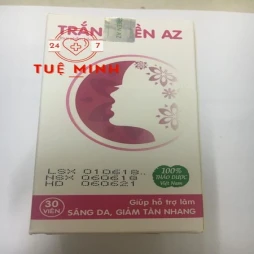 TRẮN ỀN AZ
24 7
TUỆ MINH
LSX 010618..
NSX 060618
HD 060621
100%
THẢO DƯỢC
Việt Nam
30
VIÊN
Giúp hỗ trợ làm
SÁNG DA, GIẢM TÀN NHANG